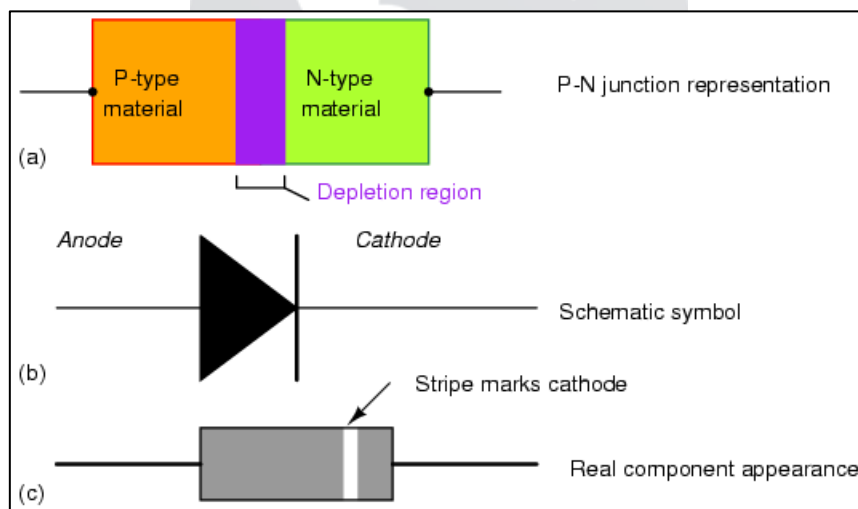 P-type
material
N-type
material
P-N junction representation
(a)
Depletion region
Anode
Cathode
Schematic symbol
(b)
Stripe marks cathode
Real component appearance
(c)